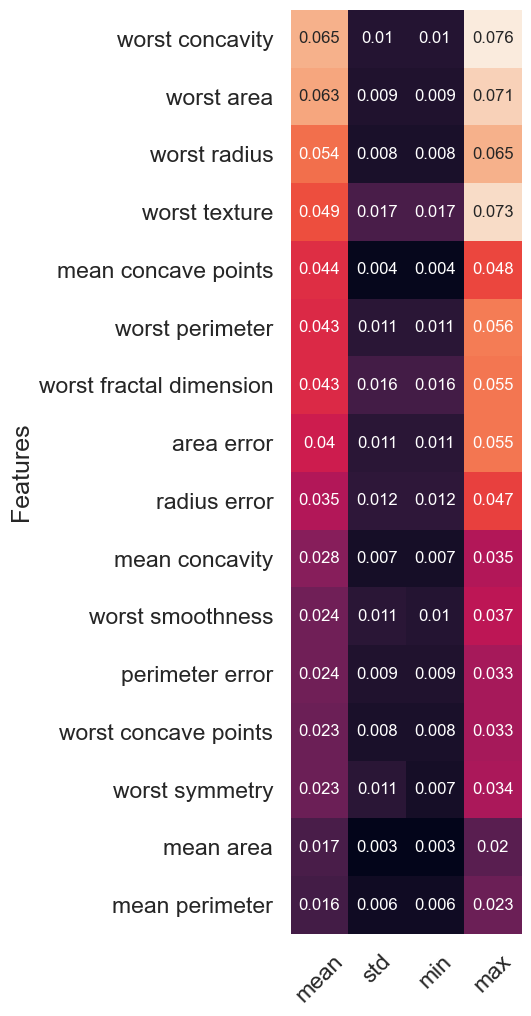 worst concavity 0.065 0.01 0.01 0.076
worst area 0.063 0.009 0.009 0.071
worst radius 0.054 0.008 0.008 0.065
worst texture 0.049 0.017 0.017 0.073
mean concave points 0.044 0.004 0.004 0.048
worst perimeter 0.043 0.011 0.011 0.056
worst fractal dimension 0.043 0.016 0.016 0.055
area error 0.04 0.011 0.011 0.055
Features
radius error 0.035 0.012 0.012 0.047
mean concavity 0.028 0.007 0.007 0.035
worst smoothness 0.024 0.011 0.01 0.037
perimeter error 0.024 0.009 0.009 0.033
worst concave points 0.023 0.008 0.008 0.033
worst symmetry 0.023 0.011 0.007 0.034
mean area 0.017 0.003 0.003 0.02
mean perimeter 0.016 0.006 0.006 0.023
mean std min max